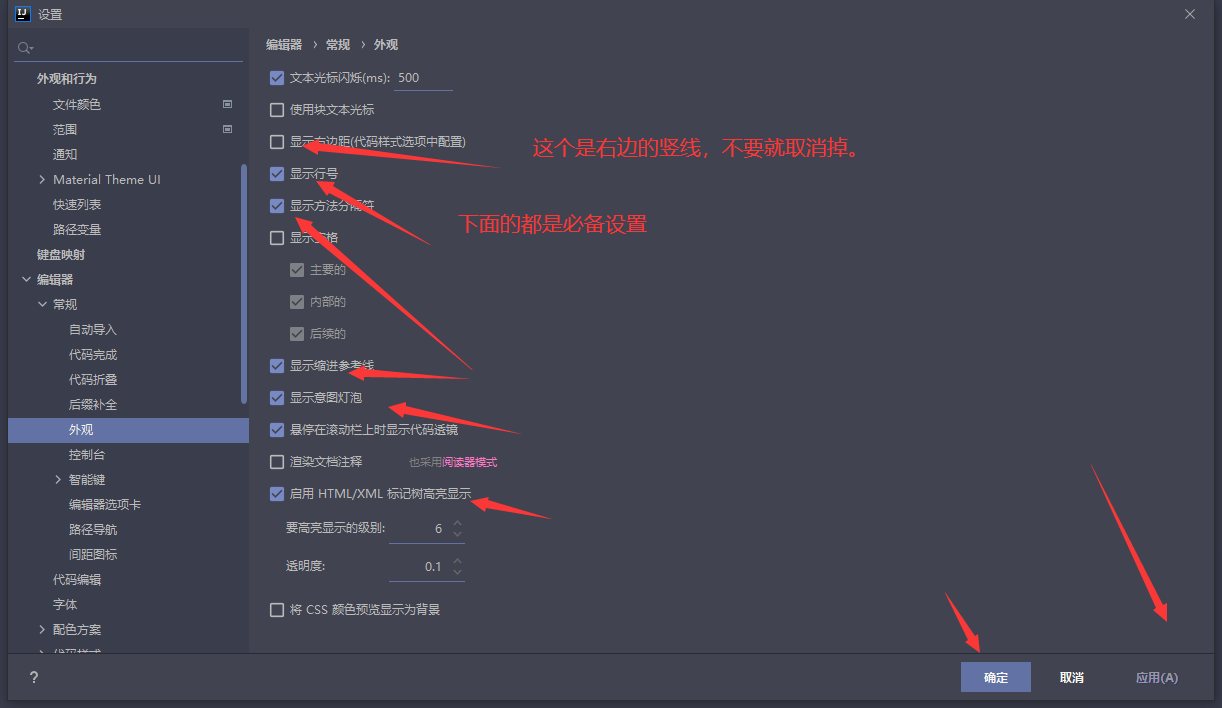 设置
外观和行为
文件颜色
范围
通知
Material Theme UI
快速列表
路径变量
键盘映射
编辑器
常规
自动导入
代码完成
代码折叠
后缀补全
外观
控制台
智能键
编辑器选项卡
路径导航
间距图标
代码编辑
字体
配色方案
代码样式
编辑器 › 常规 › 外观
文本光标闪烁(ms): 500
使用块文本光标
显示右边距(代码样式选项中配置)
这个是右边的竖线，不要就取消掉。
显示行号
显示方法分隔符
下面的都是必备设置
显示空格
主要的
内部的
后续的
显示缩进参考线
显示意图灯泡
悬停在滚动栏上时显示代码透镜
渲染文档注释 也采用阅读器模式
启用 HTML/XML 标记树高亮显示
要高亮显示的级别: 6
透明度: 0.1
将 CSS 颜色预览显示为背景
? 确定 取消 应用(A)